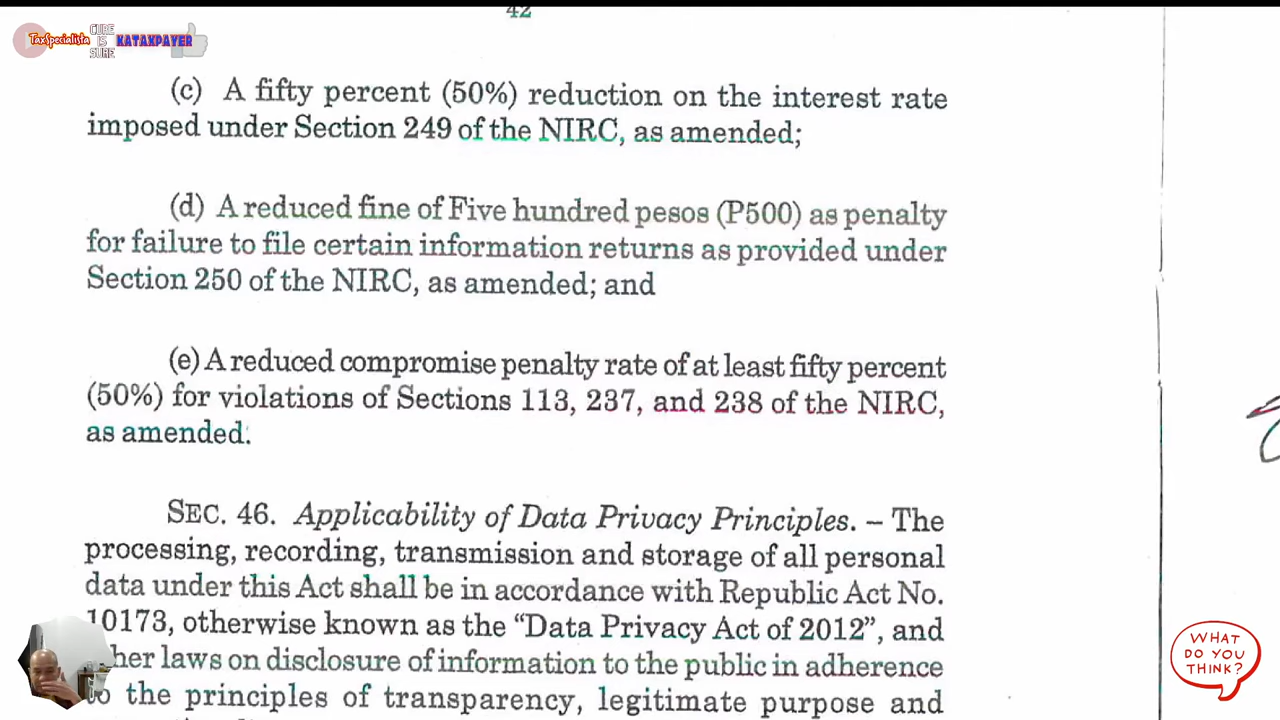 42
TaxSpecialista
CUBE
IS
SURE
KATAXPAYER
(c) A fifty percent (50%) reduction on the interest rate
imposed under Section 249 of the NIRC, as amended;
(d) A reduced fine of Five hundred pesos (P500) as penalty
for failure to file certain information returns as provided under
Section 250 of the NIRC, as amended; and
(e) A reduced compromise penalty rate of at least fifty percent
(50%) for violations of Sections 113, 237, and 238 of the NIRC,
as amended.
SEC. 46. Applicability of Data Privacy Principles. – The
processing, recording, transmission and storage of all personal
data under this Act shall be in accordance with Republic Act No.
10173, otherwise known as the “Data Privacy Act of 2012”, and
her laws on disclosure of information to the public in adherence
to the principles of transparency, legitimate purpose and
WHAT
DO YOU
THINK?